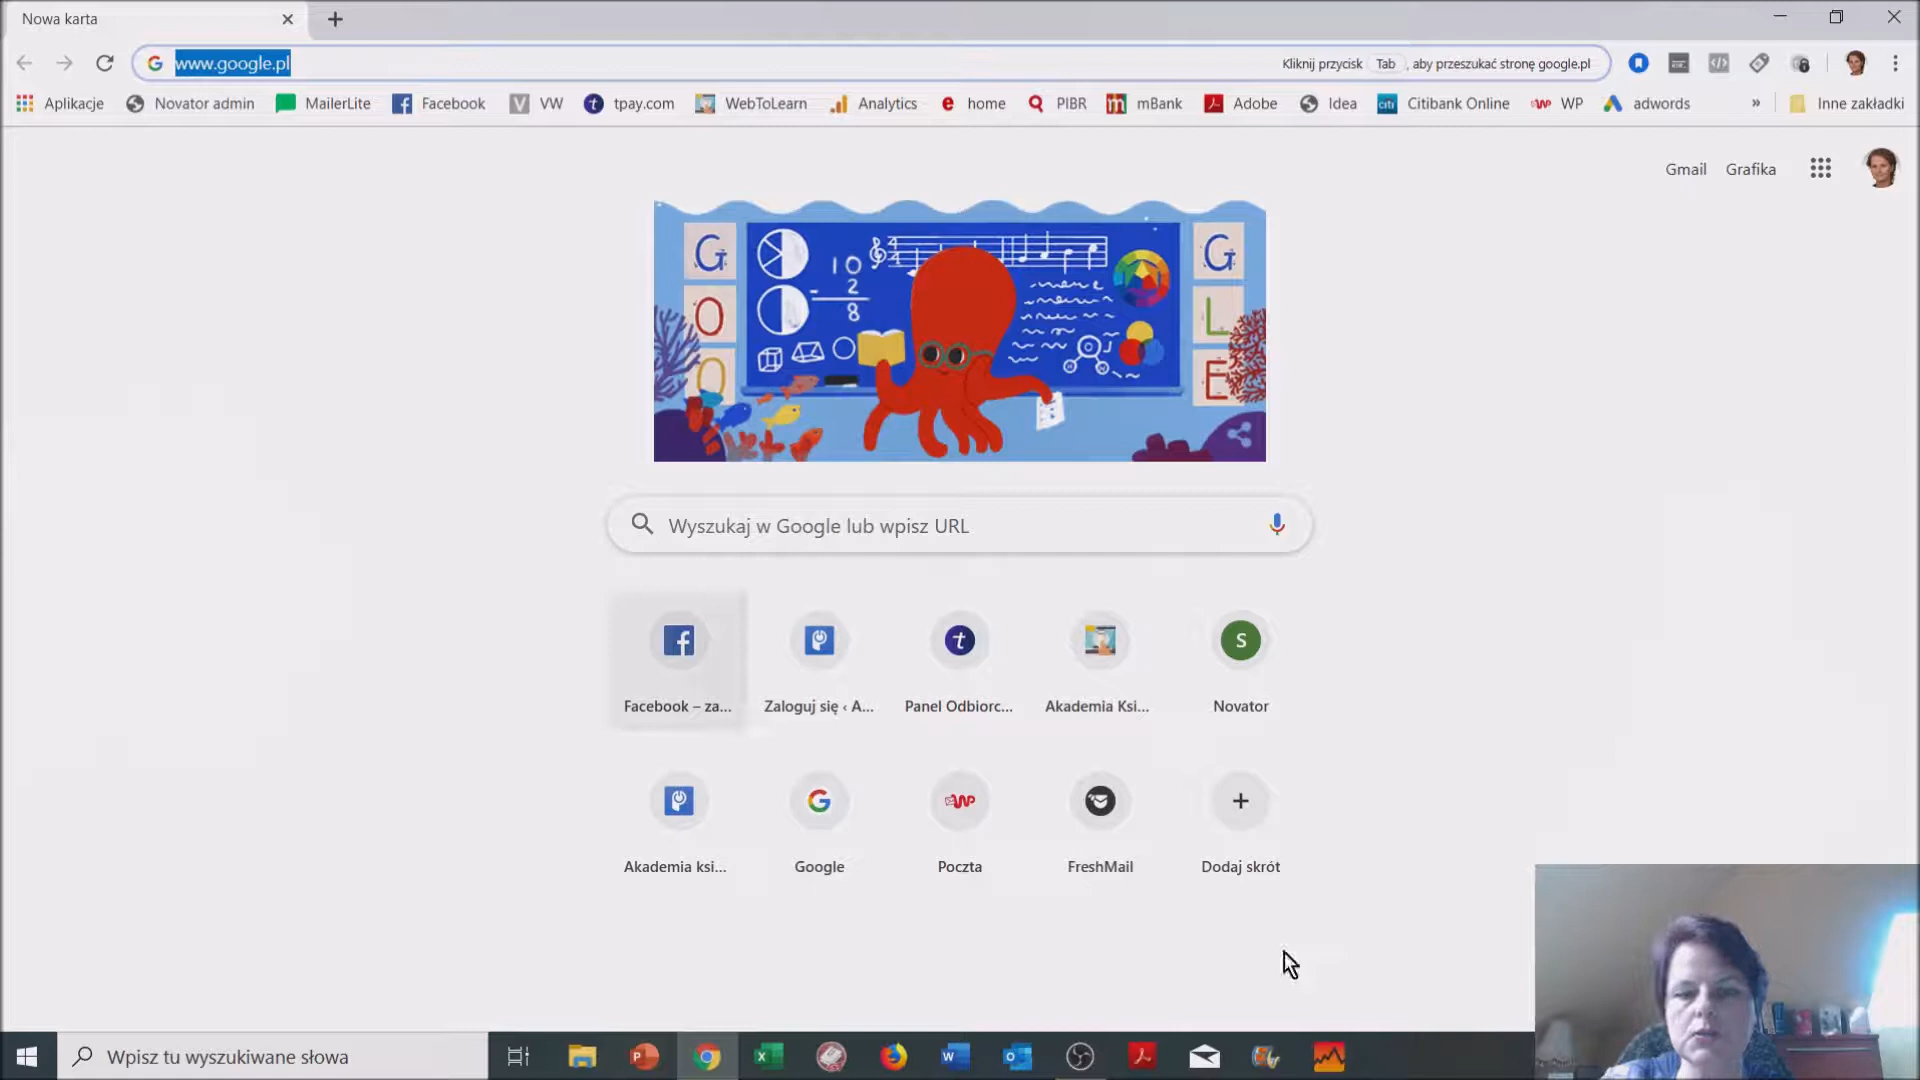 Nowa karta
www.google.pl
Kliknij przycisk Tab , aby przeszukać stronę google.pl
Aplikacje Novator admin MailerLite Facebook VW tpay.com WebToLearn Analytics home PIBR mBank Adobe Idea Citibank Online WP adwords » Inne zakładki
Gmail Grafika
G
O
O
G
L
E
10
- 2
8
Wyszukaj w Google lub wpisz URL
Facebook – za... Zaloguj się ‹ A... Panel Odbiorc... Akademia Ksi... Novator
Akademia ksi... Google Poczta FreshMail Dodaj skrót
Wpisz tu wyszukiwane słowa